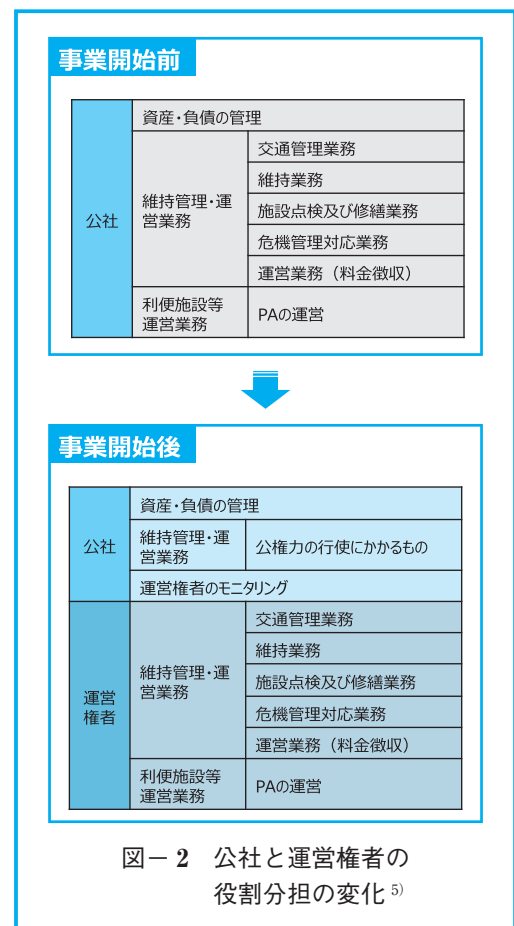 事業開始前
公社
資産・負債の管理
維持管理・運
営業務
交通管理業務
維持業務
施設点検及び修繕業務
危機管理対応業務
運営業務（料金徴収）
利便施設等
運営業務
PAの運営
事業開始後
公社
資産・負債の管理
維持管理・運
営業務
公権力の行使にかかるもの
運営権者のモニタリング
運営
権者
維持管理・運
営業務
交通管理業務
維持業務
施設点検及び修繕業務
危機管理対応業務
運営業務（料金徴収）
利便施設等
運営業務
PAの運営
図－2　公社と運営権者の
役割分担の変化 5)